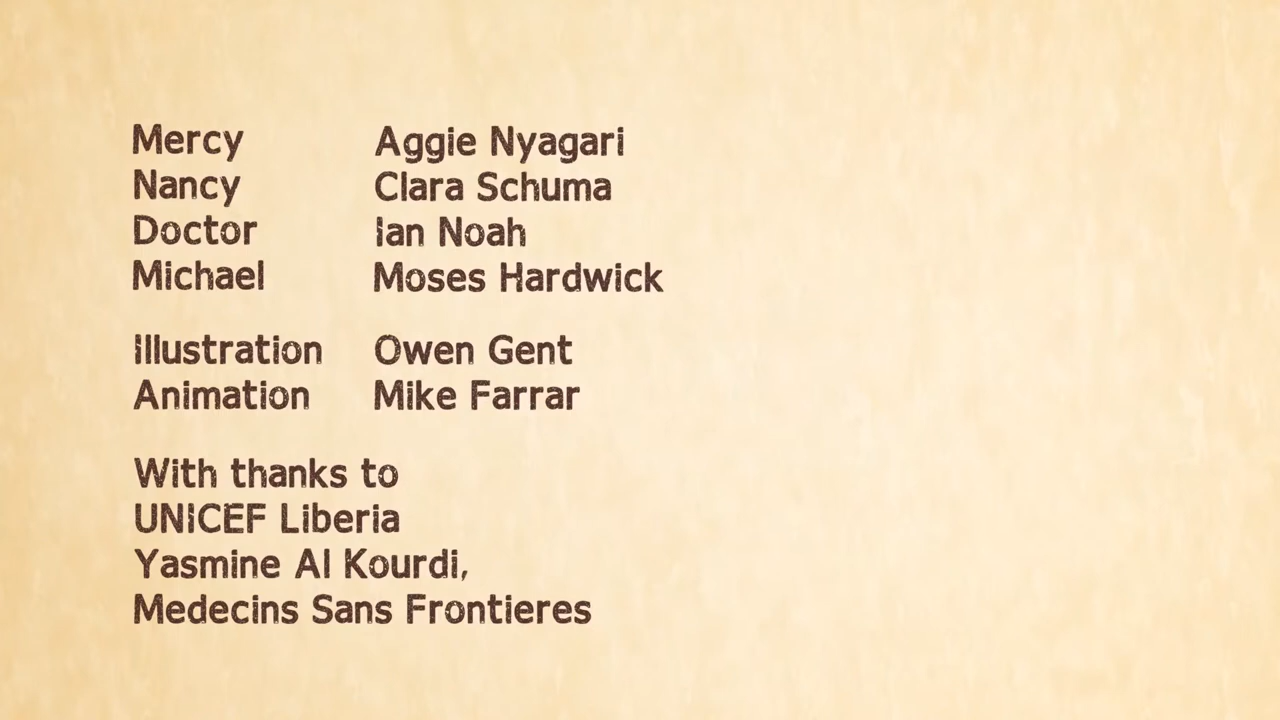 Mercy Aggie Nyagari
Nancy Clara Schuma
Doctor Ian Noah
Michael Moses Hardwick
Illustration Owen Gent
Animation Mike Farrar
With thanks to
UNICEF Liberia
Yasmine Al Kourdi,
Medecins Sans Frontieres